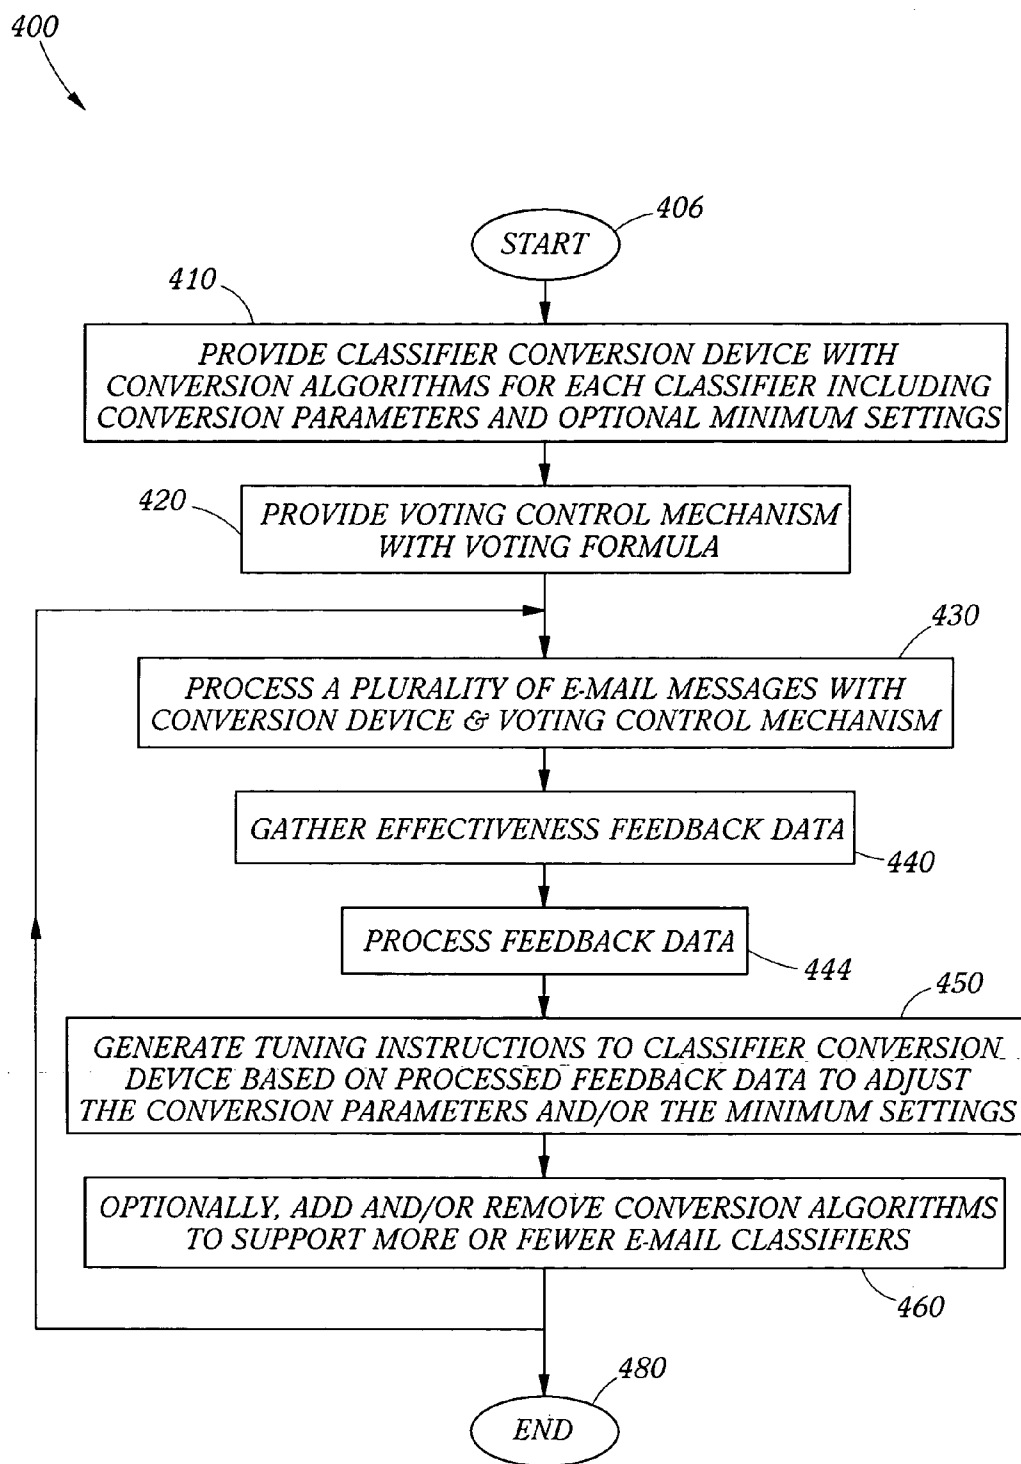 400
406
START
410
PROVIDE CLASSIFIER CONVERSION DEVICE WITH
CONVERSION ALGORITHMS FOR EACH CLASSIFIER INCLUDING
CONVERSION PARAMETERS AND OPTIONAL MINIMUM SETTINGS
420
PROVIDE VOTING CONTROL MECHANISM
WITH VOTING FORMULA
430
PROCESS A PLURALITY OF E-MAIL MESSAGES WITH
CONVERSION DEVICE & VOTING CONTROL MECHANISM
GATHER EFFECTIVENESS FEEDBACK DATA
440
PROCESS FEEDBACK DATA
444
450
GENERATE TUNING INSTRUCTIONS TO CLASSIFIER CONVERSION
DEVICE BASED ON PROCESSED FEEDBACK DATA TO ADJUST
THE CONVERSION PARAMETERS AND/OR THE MINIMUM SETTINGS
OPTIONALLY, ADD AND/OR REMOVE CONVERSION ALGORITHMS
TO SUPPORT MORE OR FEWER E-MAIL CLASSIFIERS
460
480
END